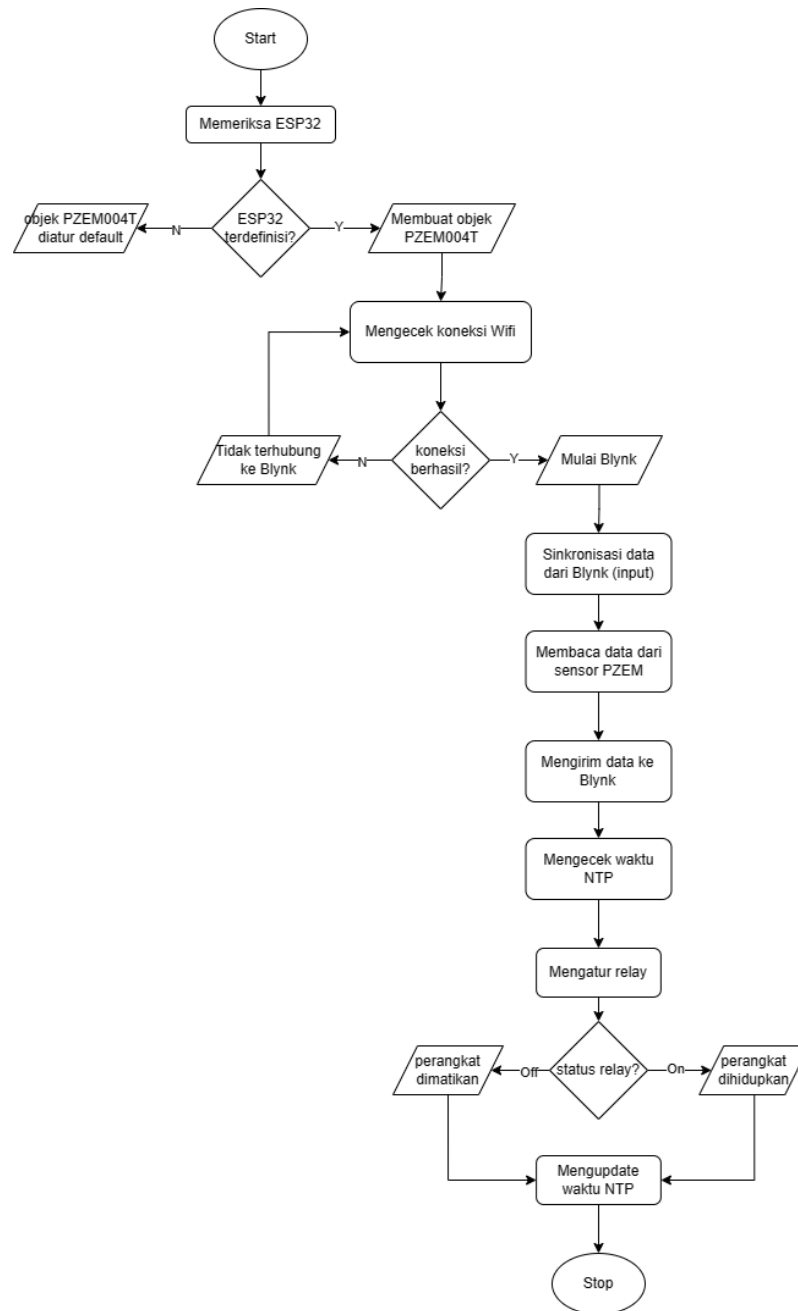 Start
Memeriksa ESP32
ESP32
terdefinisi?
N
objek PZEM004T
diatur default
Y
Membuat objek
PZEM004T
Mengecek koneksi Wifi
koneksi
berhasil?
N
Tidak terhubung
ke Blynk
Y
Mulai Blynk
Sinkronisasi data
dari Blynk (input)
Membaca data dari
sensor PZEM
Mengirim data ke
Blynk
Mengecek waktu
NTP
Mengatur relay
status relay?
Off
perangkat
dimatikan
On
perangkat
dihidupkan
Mengupdate
waktu NTP
Stop